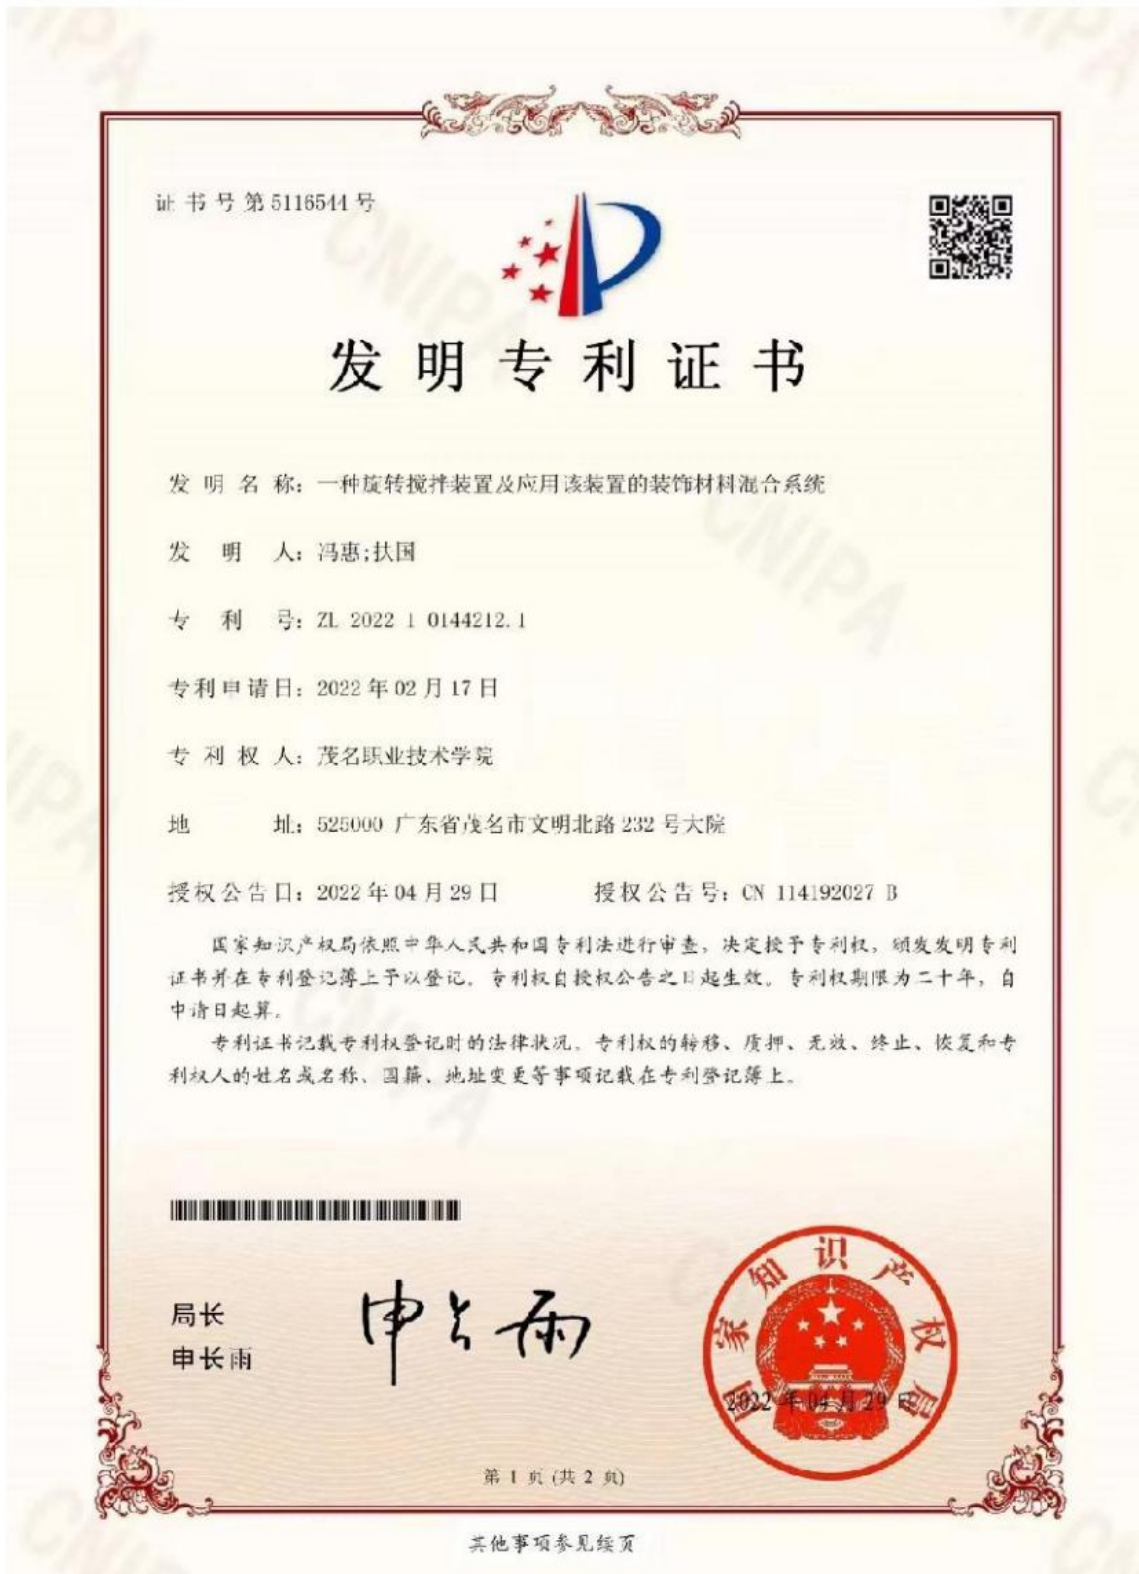 证书号第5116544号
发明专利证书
发明名称：一种旋转搅拌装置及应用该装置的装饰材料混合系统
发明人：冯惠;扶国
专利号：ZL 2022 1 0144212.1
专利申请日：2022年02月17日
专利权人：茂名职业技术学院
地址：525000 广东省茂名市文明北路232号大院
授权公告日：2022年04月29日 授权公告号：CN 114192027 B
国家知识产权局依照中华人民共和国专利法进行审查，决定授予专利权，颁发发明专利
证书并在专利登记簿上予以登记。专利权自授权公告之日起生效。专利权期限为二十年，自
申请日起算。
专利证书记载专利权登记时的法律状况。专利权的转移、质押、无效、终止、恢复和专
利权人的姓名或名称、国籍、地址变更等事项记载在专利登记簿上。
局长
申长雨
申长雨
国家知识产权局
2022年04月29日
第 1 页 (共 2 页)
其他事项参见续页
CNIPA